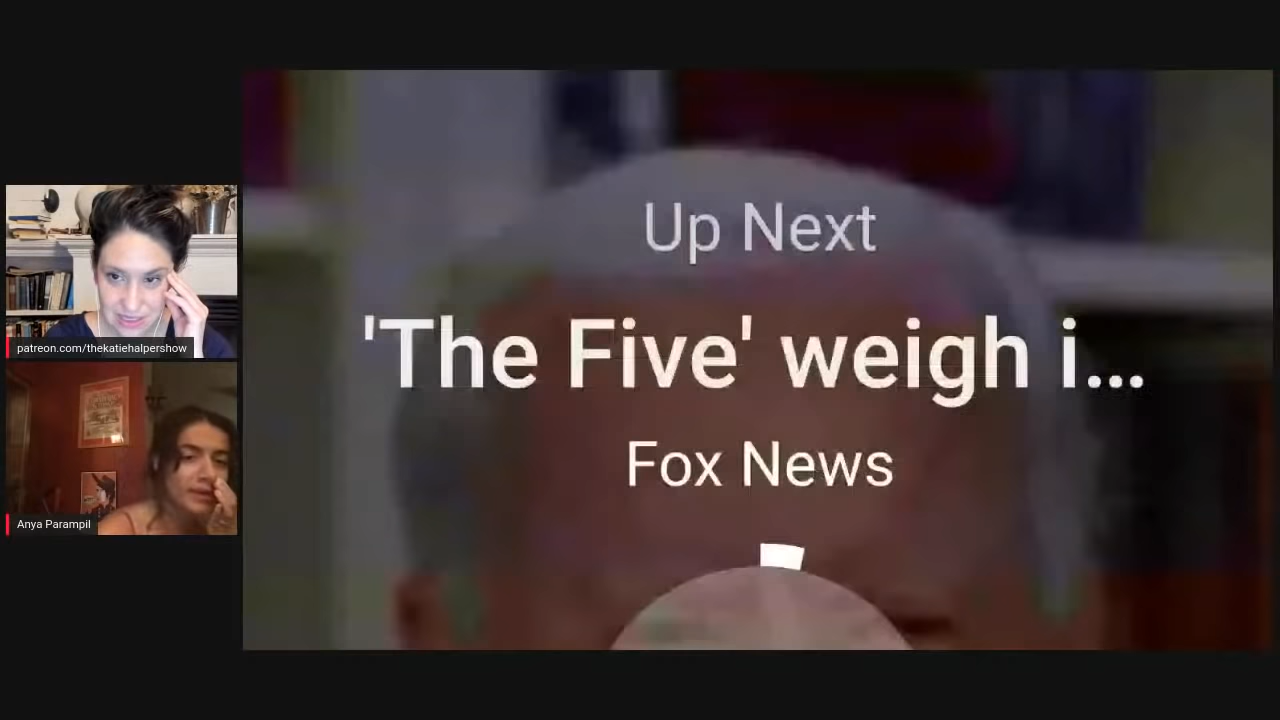 patreon.com/thekatiehalpershow
Anya Parampil
Up Next
'The Five' weigh i...
Fox News